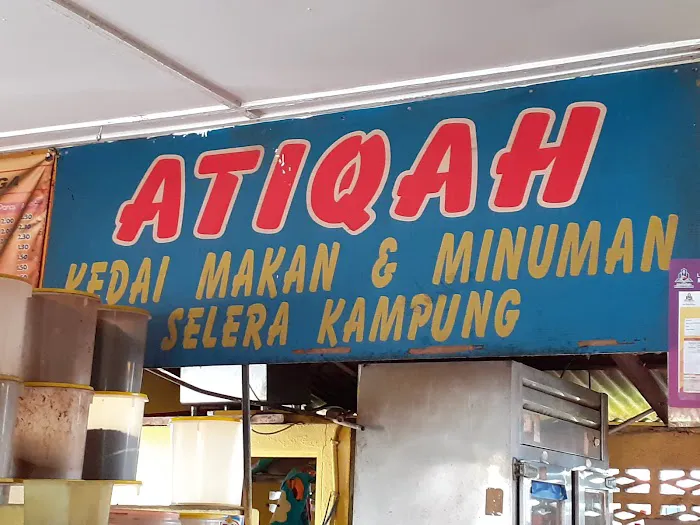 ATIQAH
KEDAI MAKAN & MINUMAN
SELERA KAMPUNG